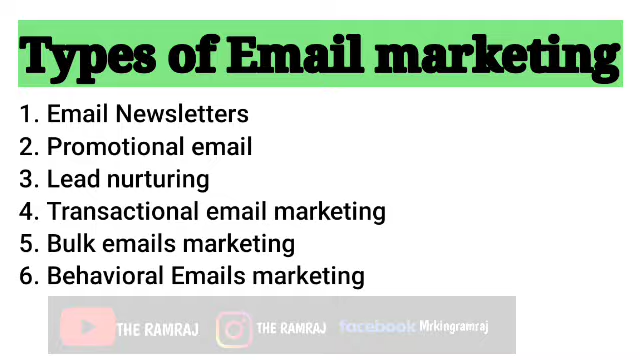 Types of Email marketing
1. Email Newsletters
2. Promotional email
3. Lead nurturing
4. Transactional email marketing
5. Bulk emails marketing
6. Behavioral Emails marketing
THE RAMRAJ THE RAMRAJ facebook Mrkingramraj